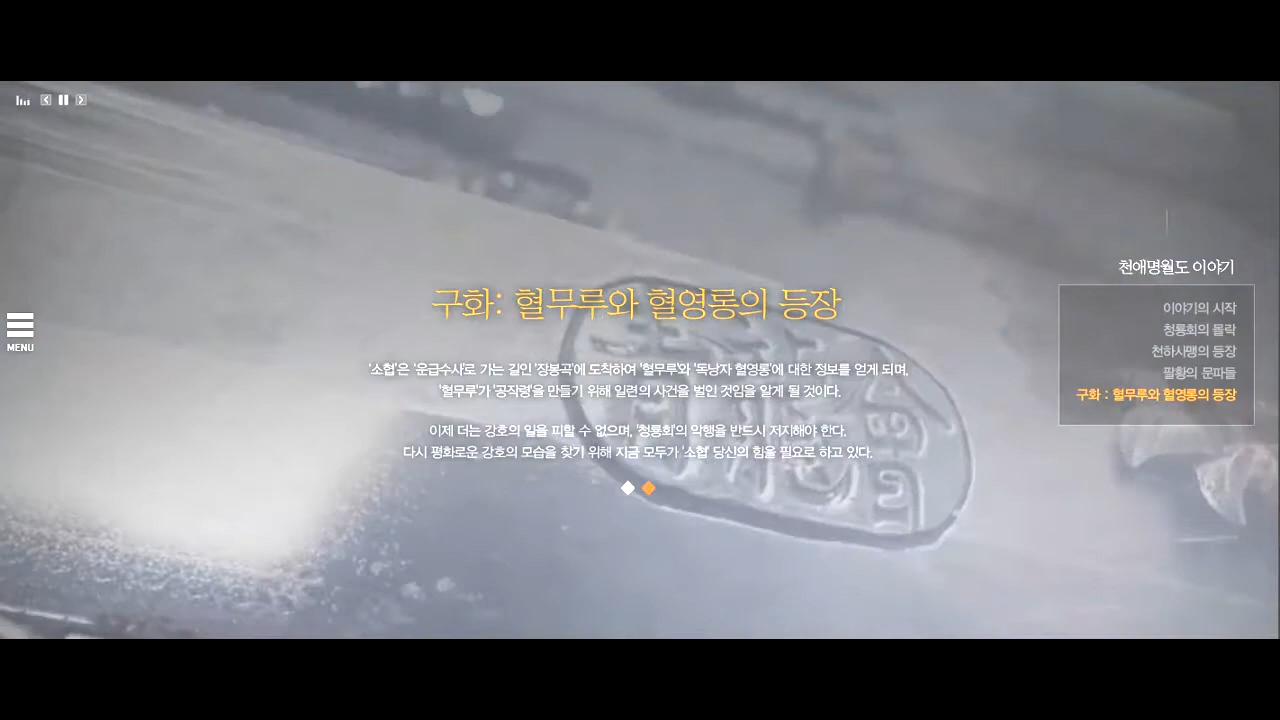 MENU
구화: 혈무루와 혈영롱의 등장
'소협'은 '운급수사'로 가는 길인 '장봉곡'에 도착하여 '혈무루'와 '독낭자 혈영롱'에 대한 정보를 얻게 되며,
'혈무루'가 '공작령'을 만들기 위해 일련의 사건을 벌인 것임을 알게 될 것이다.
이제 더는 강호의 일을 피할 수 없으며, '청룡회'의 악행을 반드시 저지해야 한다.
다시 평화로운 강호의 모습을 찾기 위해 지금 모두가 '소협' 당신의 힘을 필요로 하고 있다.
천애명월도 이야기
이야기의 시작
청룡회의 몰락
천하사맹의 등장
팔황의 문파들
구화 : 혈무루와 혈영롱의 등장